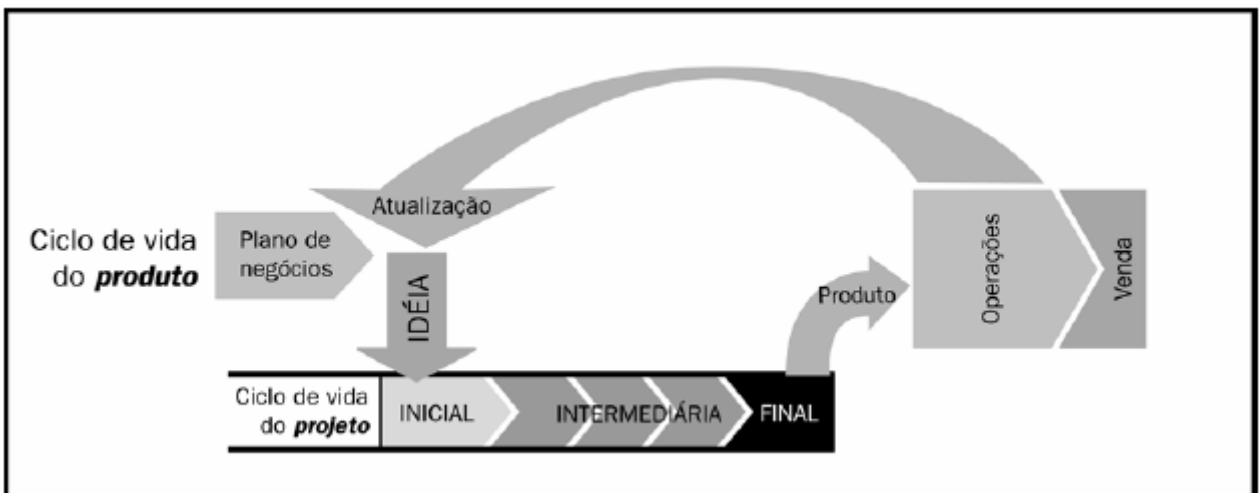 Atualização
Ciclo de vida
do produto
Plano de
negócios
IDÉIA
Produto
Operações
Venda
Ciclo de vida
do projeto
INICIAL
INTERMEDIÁRIA
FINAL